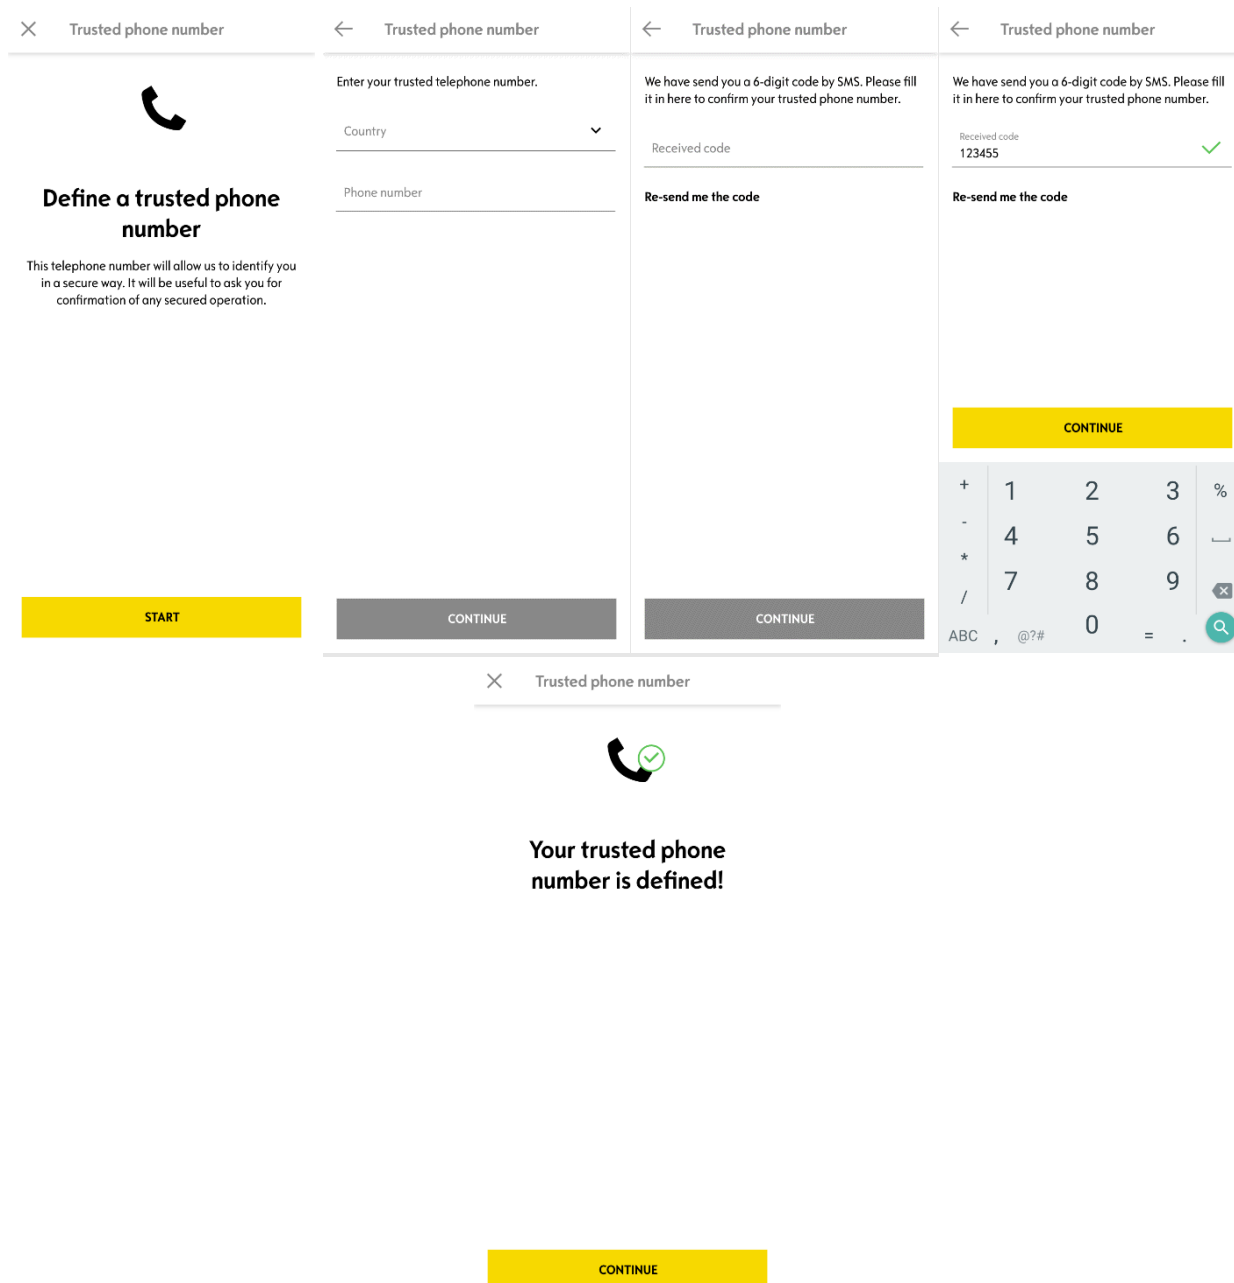 Trusted phone number
Define a trusted phone
number
This telephone number will allow us to identify you
in a secure way. It will be useful to ask you for
confirmation of any secured operation.
START
Trusted phone number
Enter your trusted telephone number.
Country
Phone number
CONTINUE
Trusted phone number
We have send you a 6-digit code by SMS. Please fill
it in here to confirm your trusted phone number.
Received code
Re-send me the code
CONTINUE
Trusted phone number
We have send you a 6-digit code by SMS. Please fill
it in here to confirm your trusted phone number.
Received code
123455
Re-send me the code
CONTINUE
+ 1 2 3 %
- 4 5 6
* 7 8 9
/
ABC , @?# 0 = .
Trusted phone number
Your trusted phone
number is defined!
CONTINUE